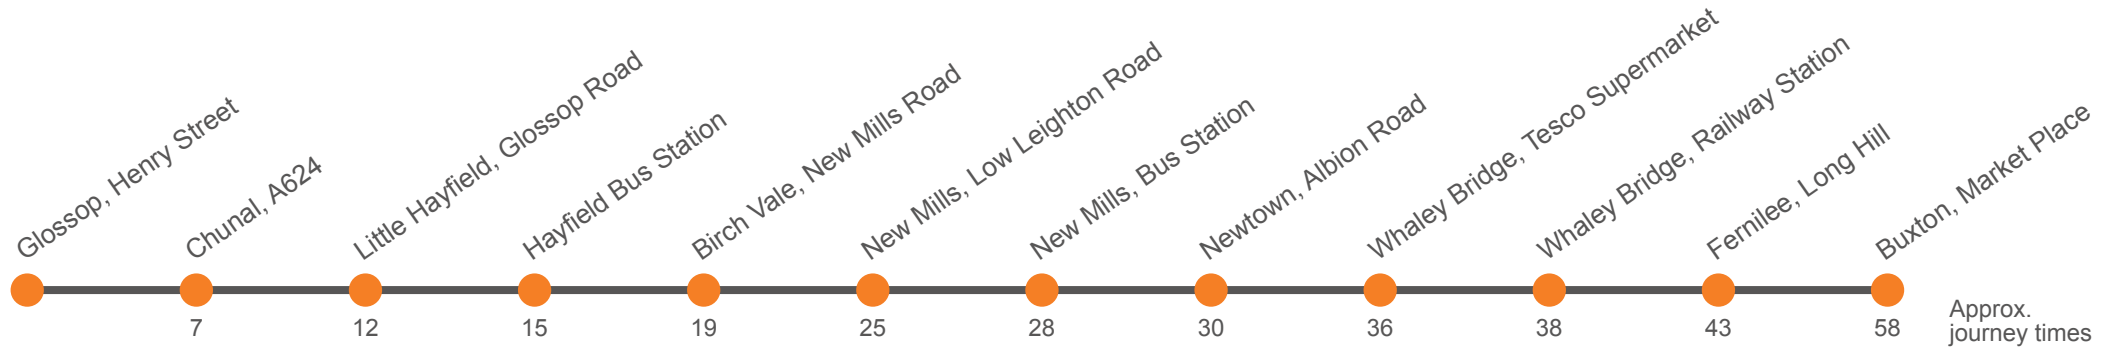 Glossop, Henry Street
Chunal, A624
Little Hayfield, Glossop Road
Hayfield Bus Station
Birch Vale, New Mills Road
New Mills, Low Leighton Road
New Mills, Bus Station
Newtown, Albion Road
Whaley Bridge, Tesco Supermarket
Whaley Bridge, Railway Station
Fernilee, Long Hill
Buxton, Market Place
7
12
15
19
25
28
30
36
38
43
58
Approx.
journey times